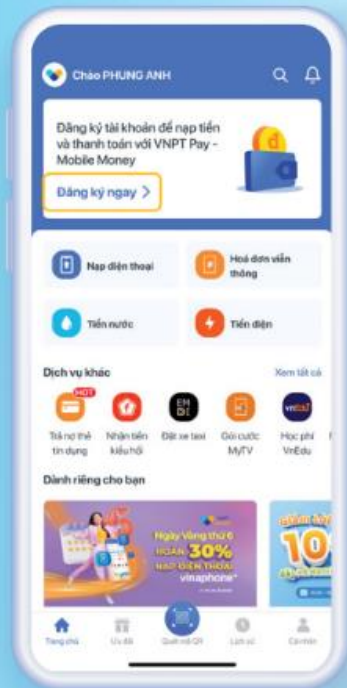 Chào PHUNG ANH
Đăng ký tài khoản để nạp tiền
và thanh toán với VNPT Pay -
Mobile Money
Đăng ký ngay >
Nạp điện thoại
Hoá đơn viễn
thông
Tiền nước
Tiền điện
Dịch vụ khác
Xem tất cả
HOT
EM
DE
vnEdu
Trả nợ thẻ
tín dụng
Nhận tiền
kiều hối
Đặt xe taxi
Gói cước
MyTV
Học phí
VnEdu
Dành riêng cho bạn
Ngày Vàng thứ 6
HOÀN 30%
NẠP ĐIỆN THOẠI
vinaphone*
10
Trang chủ
Ưu đãi
Quét mã QR
Lịch sử
Cá nhân